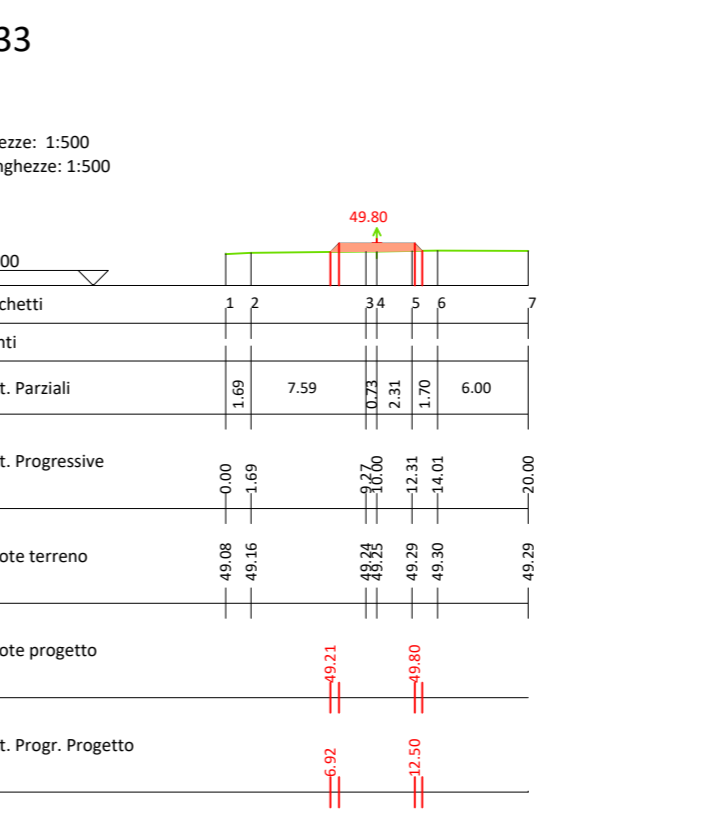 33
ezze: 1:500
nghezze: 1:500
49.80
00
chetti 1 2 3 4 5 6 7
nti
t. Parziali 1.69 7.59 0.73 2.31 1.70 6.00
t. Progressive 0.00 1.69 9.27 10.00 12.31 14.01 20.00
ote terreno 49.08 49.16 49.24 49.25 49.29 49.30 49.29
ote progetto 49.21 49.80
t. Progr. Progetto 6.92 12.50